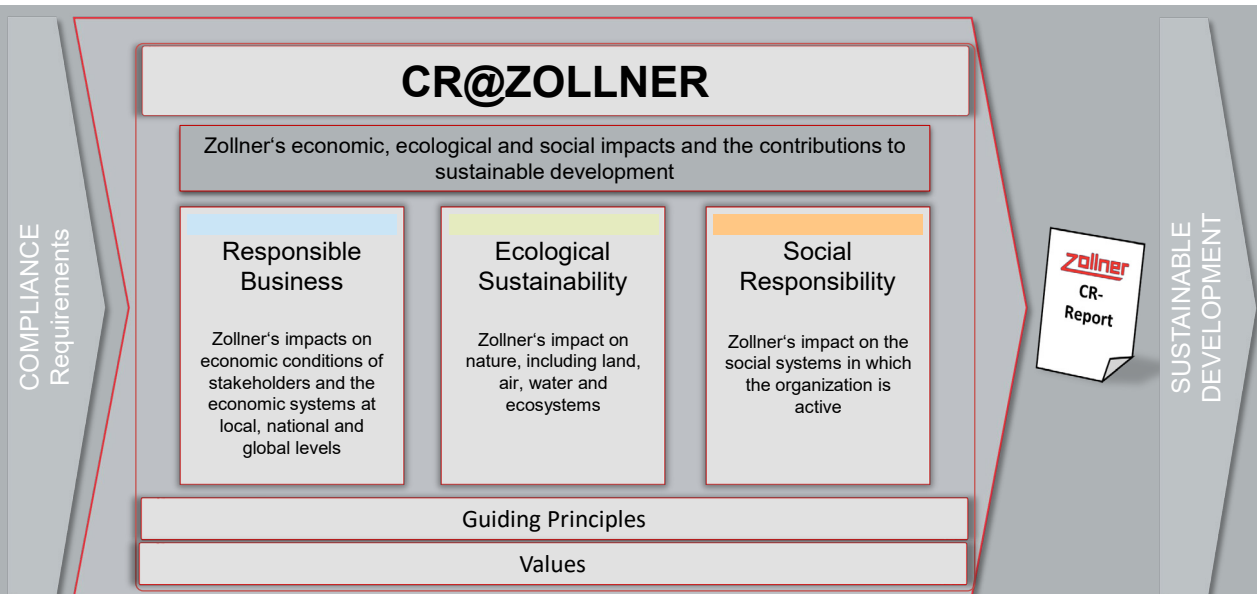 COMPLIANCE
Requirements
CR@ZOLLNER
Zollner‘s economic, ecological and social impacts and the contributions to
sustainable development
Responsible
Business
Zollner‘s impacts on
economic conditions of
stakeholders and the
economic systems at
local, national and
global levels
Ecological
Sustainability
Zollner‘s impact on
nature, including land,
air, water and
ecosystems
Social
Responsibility
Zollner‘s impact on the
social systems in which
the organization is
active
Guiding Principles
Values
Zollner
CR-
Report
SUSTAINABLE
DEVELOPMENT